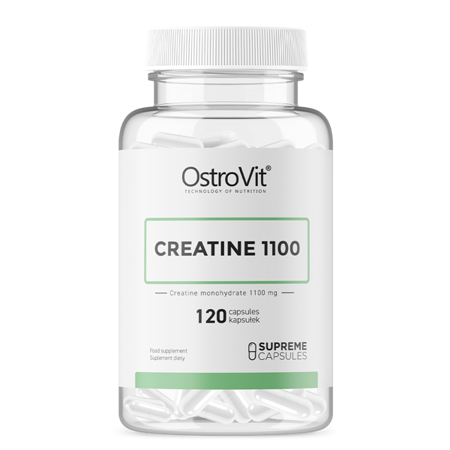 OstroVit®
TECHNOLOGY OF NUTRITION
CREATINE 1100
Creatine monohydrate 1100 mg
120 capsules
kapsułek
Food supplement
Suplement diety
SUPREME
CAPSULES